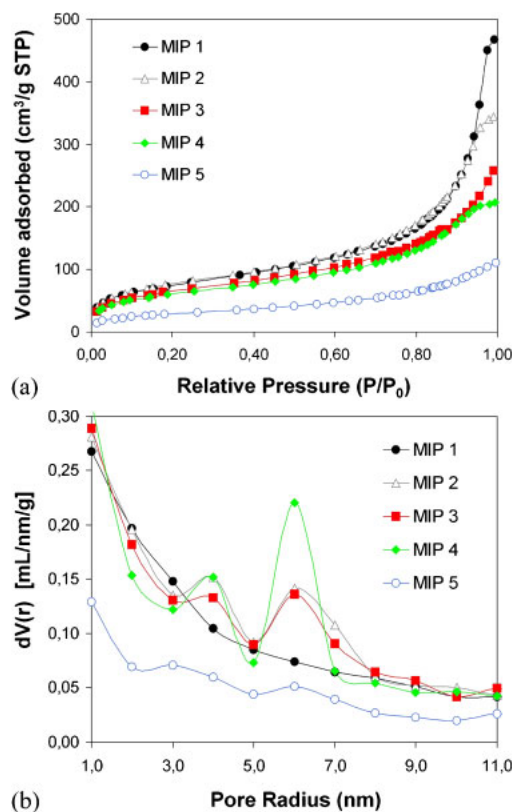 500
400
300
200
100
0
Volume adsorbed (cm³/g STP)
MIP 1
MIP 2
MIP 3
MIP 4
MIP 5
0,00 0,20 0,40 0,60 0,80 1,00
(a) Relative Pressure (P/P₀)
0,30
0,25
0,20
0,15
0,10
0,05
0,00
dV(r) [mL/nm/g]
MIP 1
MIP 2
MIP 3
MIP 4
MIP 5
1,0 3,0 5,0 7,0 9,0 11,0
(b) Pore Radius (nm)